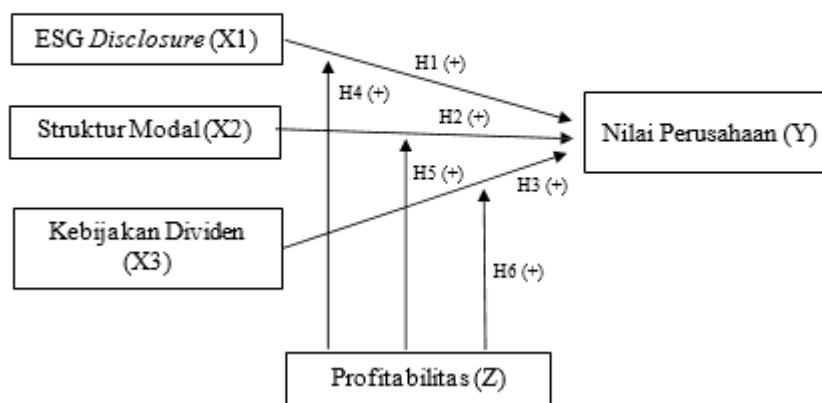 ESG Disclosure (X1)
H1 (+)
H4 (+)
Struktur Modal (X2)
H2 (+)
Nilai Perusahaan (Y)
H5 (+)
H3 (+)
Kebijakan Dividen
(X3)
H6 (+)
Profitabilitas (Z)